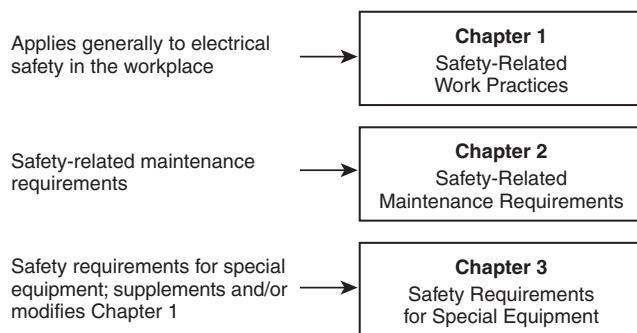 Applies generally to electrical
safety in the workplace
Chapter 1
Safety-Related
Work Practices
Safety-related maintenance
requirements
Chapter 2
Safety-Related
Maintenance Requirements
Safety requirements for special
equipment; supplements and/or
modifies Chapter 1
Chapter 3
Safety Requirements
for Special Equipment